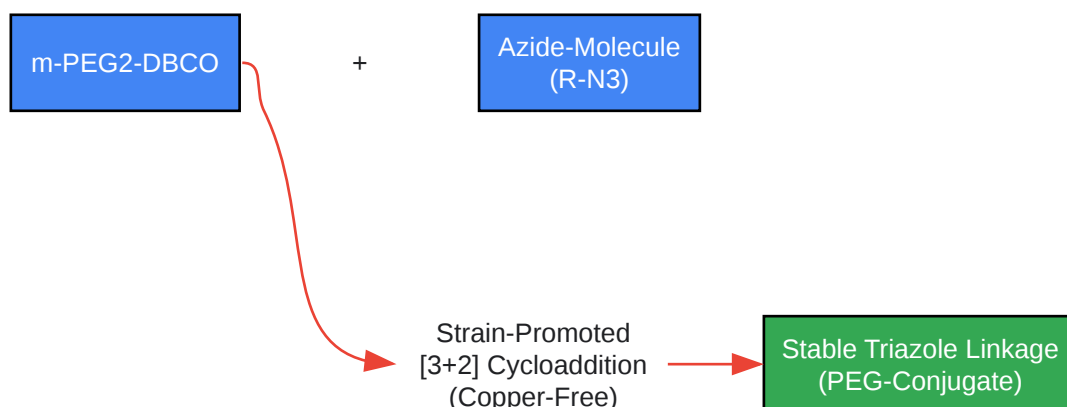 m-PEG2-DBCO
+
Azide-Molecule
(R-N3)
Strain-Promoted
[3+2] Cycloaddition
(Copper-Free)
Stable Triazole Linkage
(PEG-Conjugate)